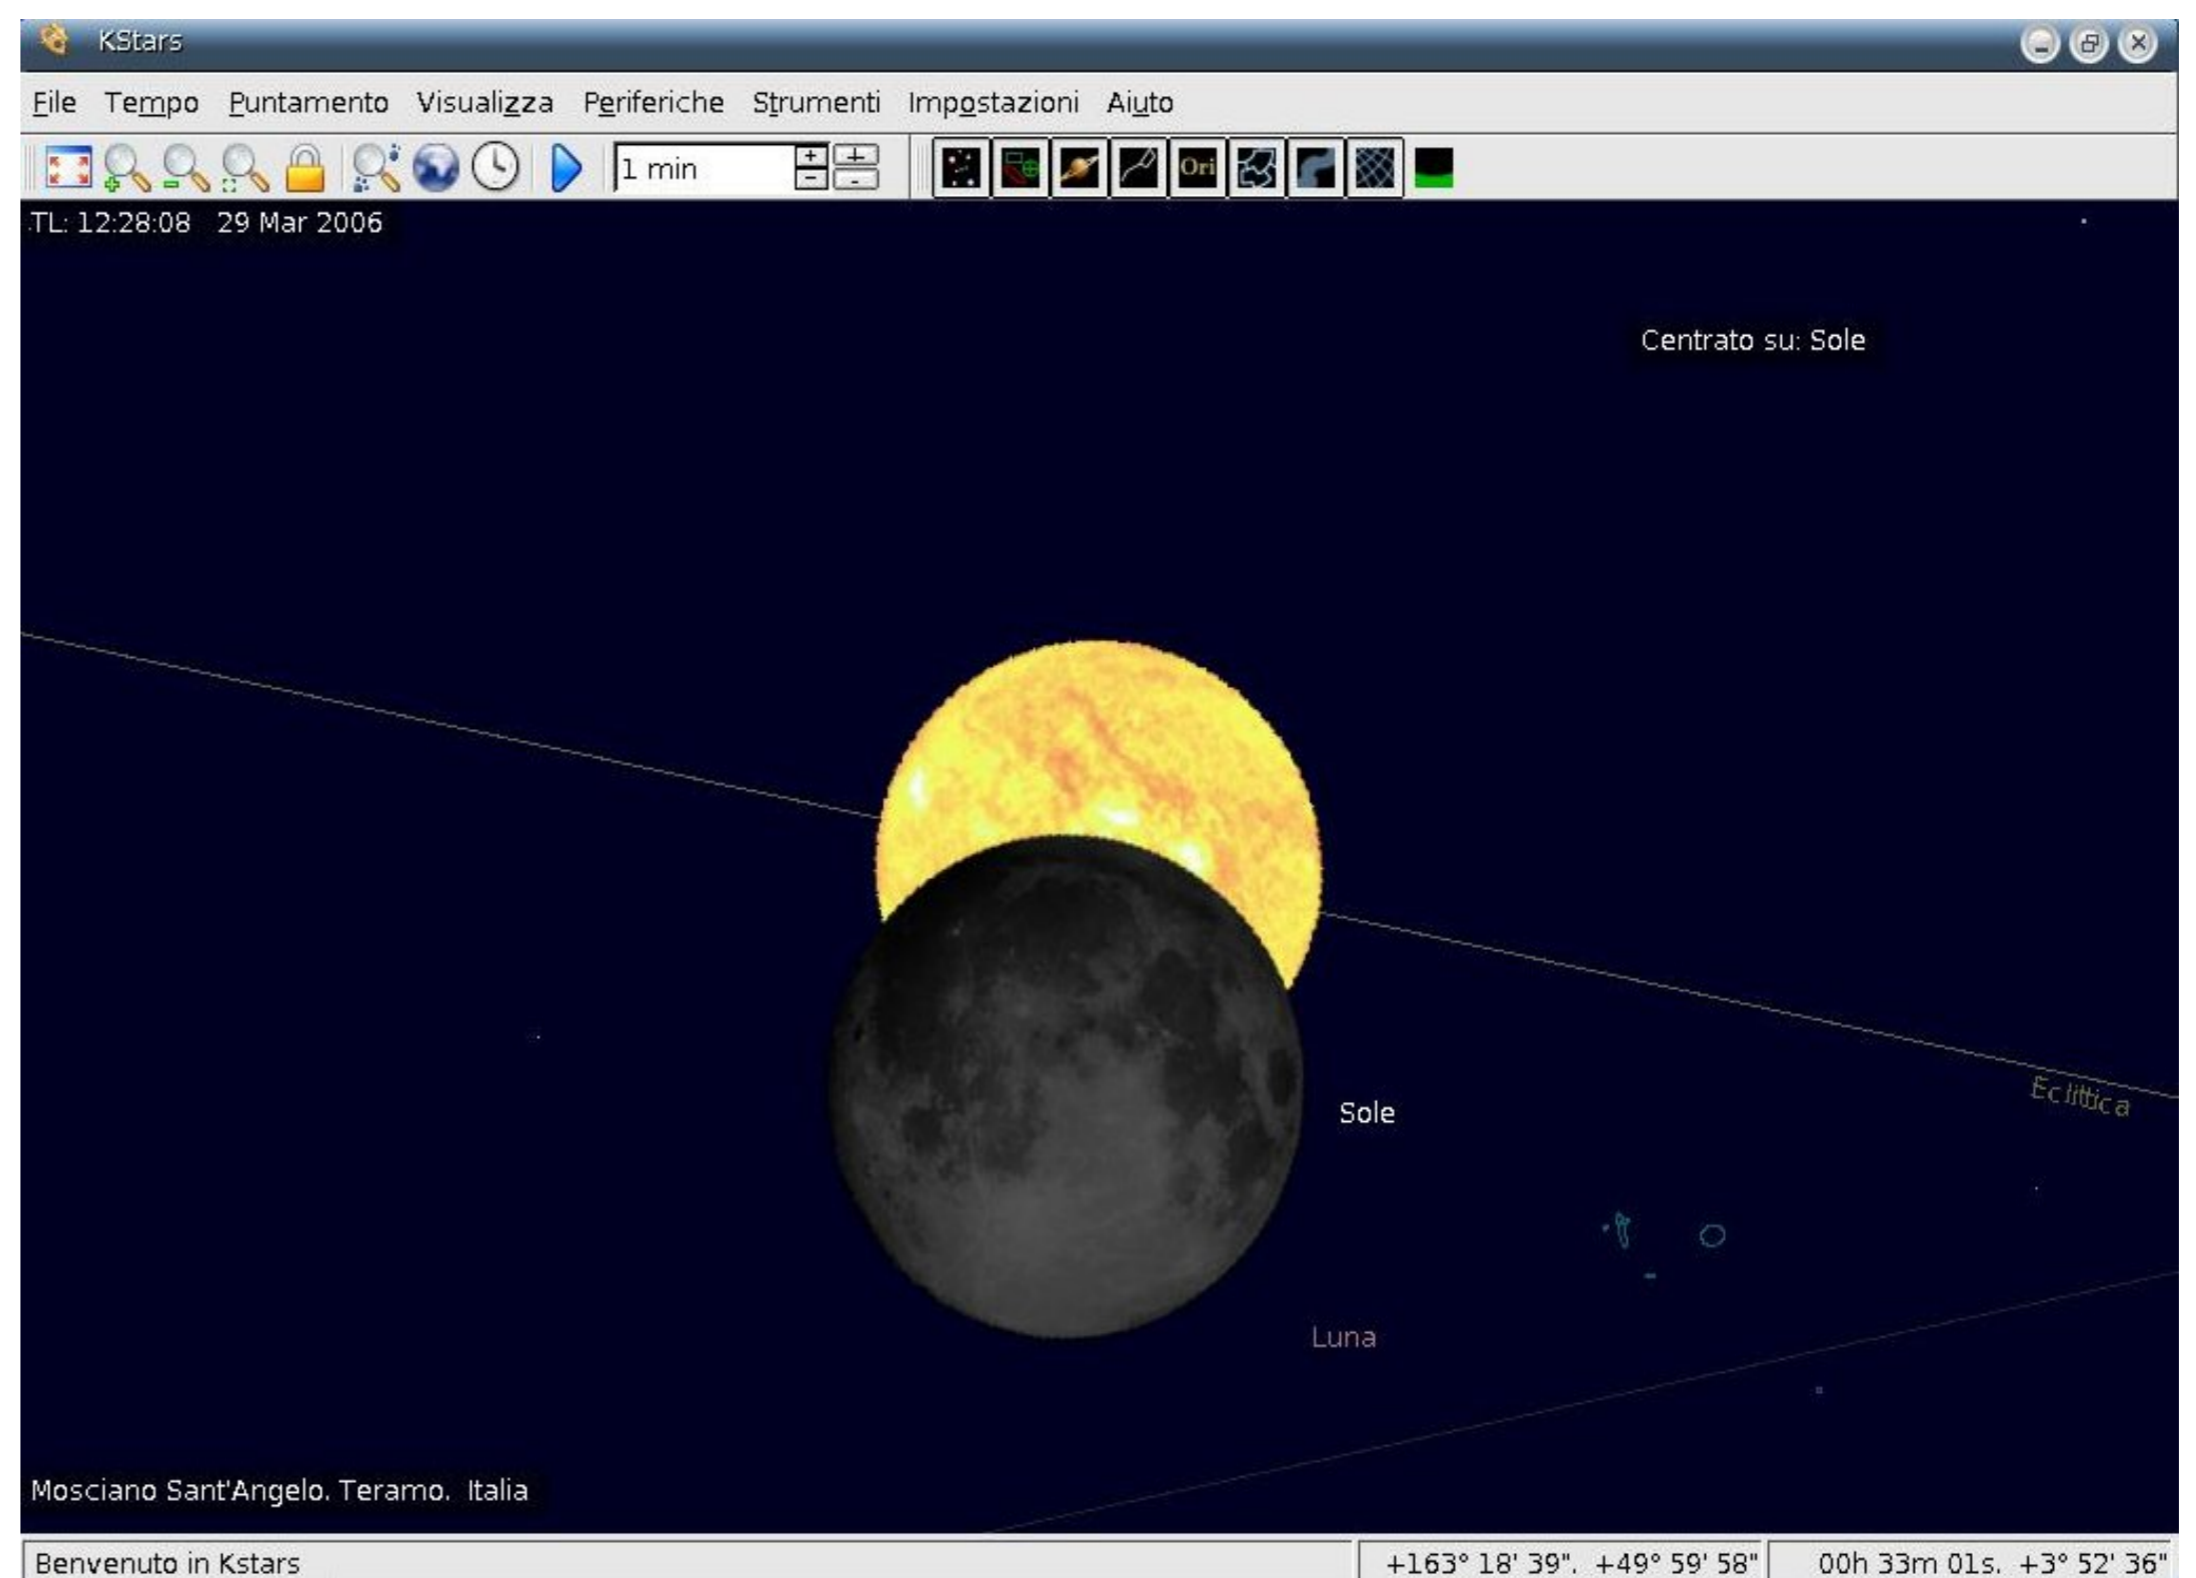 KStars
File Tempo Puntamento Visualizza Periferiche Strumenti Impostazioni Aiuto
1 min
Ori
TL: 12:28:08 29 Mar 2006
Centrato su: Sole
Eclittica
Sole
Luna
Mosciano Sant'Angelo. Teramo. Italia
Benvenuto in Kstars
+163° 18' 39". +49° 59' 58"
00h 33m 01s. +3° 52' 36"